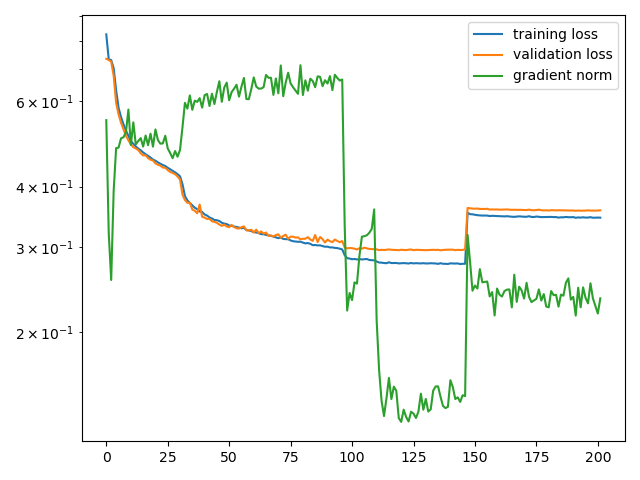 training loss
validation loss
gradient norm
6 × 10⁻¹
4 × 10⁻¹
3 × 10⁻¹
2 × 10⁻¹
0 25 50 75 100 125 150 175 200